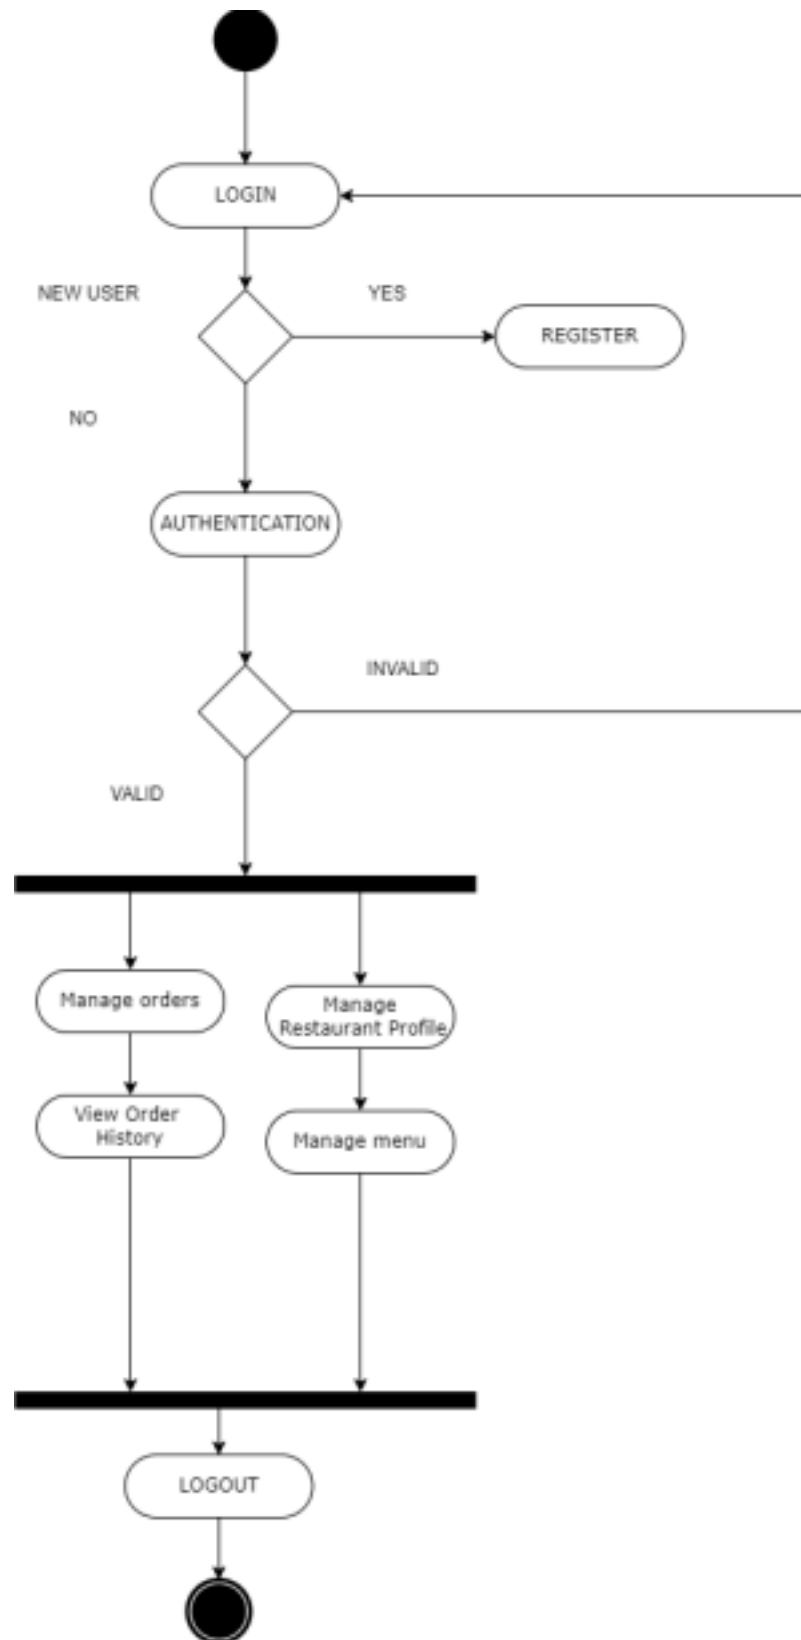 LOGIN
NEW USER
YES
REGISTER
NO
AUTHENTICATION
INVALID
VALID
Manage orders
Manage
Restaurant Profile
View Order
History
Manage menu
LOGOUT